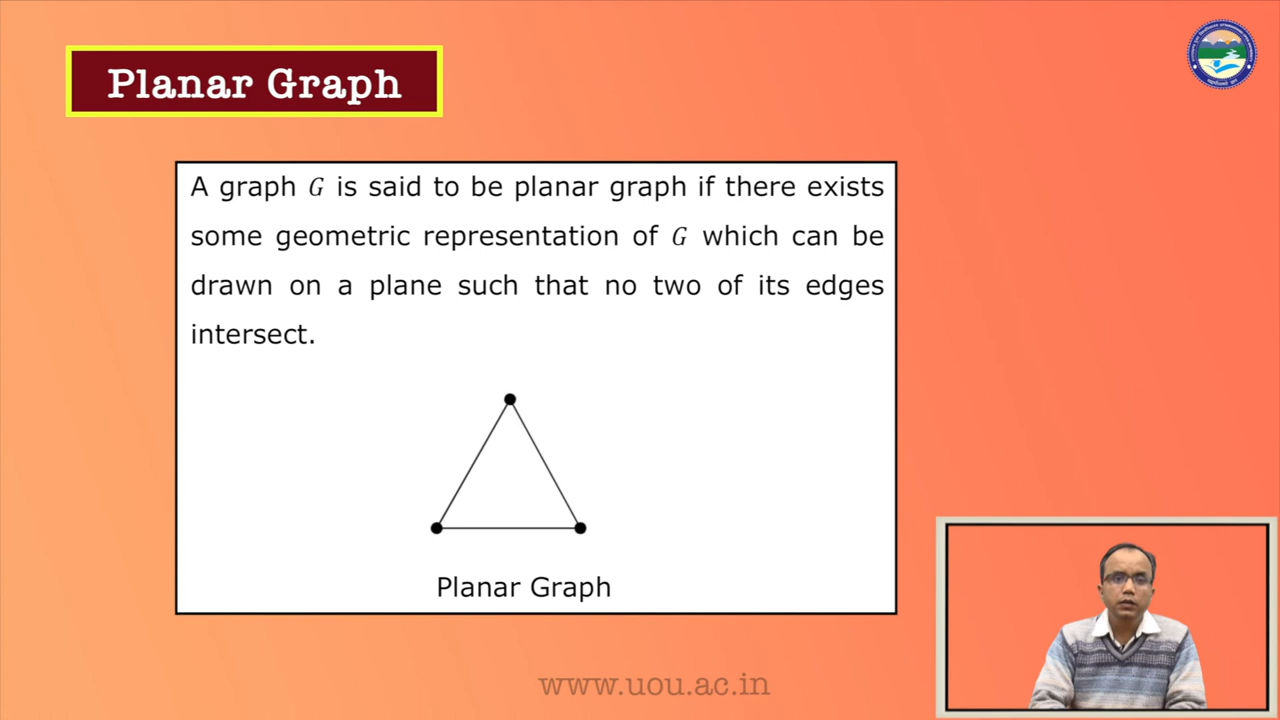 Planar Graph
A graph G is said to be planar graph if there exists
some geometric representation of G which can be
drawn on a plane such that no two of its edges
intersect.
Planar Graph
www.uou.ac.in